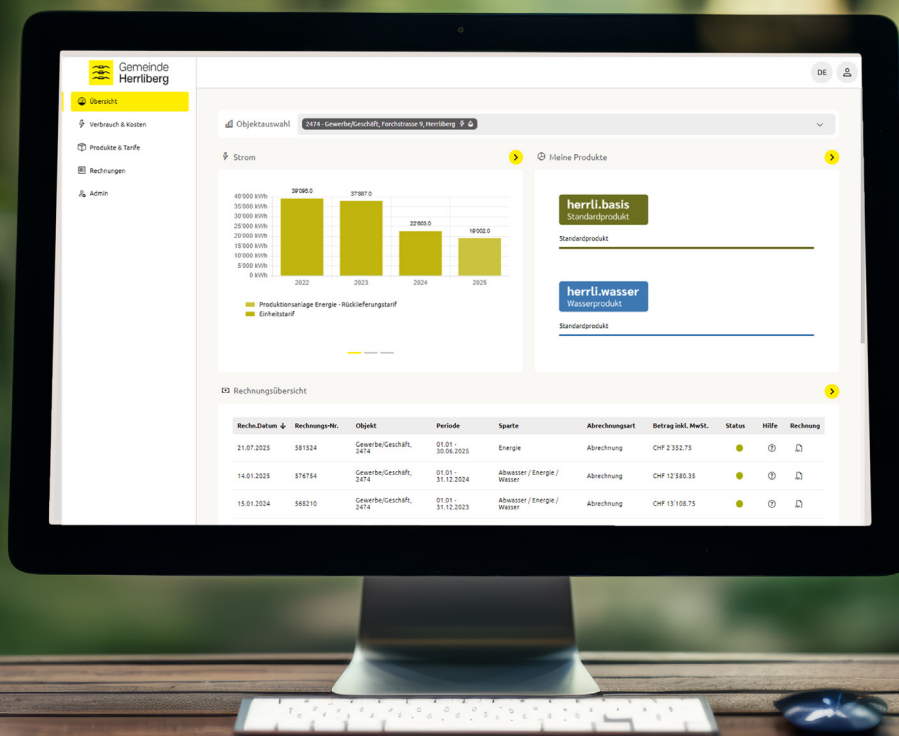 Gemeinde
Herrliberg
DE
Übersicht
Verbrauch & Kosten
Produkte & Tarife
Rechnungen
Admin
Objektauswahl 2474 - Gewerbe/Geschäft, Forchstrasse 9, Herrliberg
Strom
40'000 kWh
35'000 kWh
30'000 kWh
25'000 kWh
20'000 kWh
15'000 kWh
10'000 kWh
5'000 kWh
0 kWh
39'095.0
37'887.0
22'603.0
19'002.0
2022 2023 2024 2025
Produktionsanlage Energie - Rücklieferungstarif
Einheitstarif
Meine Produkte
herrli.basis
Standardprodukt
Standardprodukt
herrli.wasser
Wasserprodukt
Standardprodukt
Rechnungsübersicht
Rechn.Datum Rechnungs-Nr. Objekt Periode Sparte Abrechnungsart Betrag inkl. MwSt. Status Hilfe Rechnung
21.07.2025 581524 Gewerbe/Geschäft, 2474 01.01 - 30.06.2025 Energie Abrechnung CHF 2'352.75
14.01.2025 576754 Gewerbe/Geschäft, 2474 01.01 - 31.12.2024 Abwasser / Energie / Wasser Abrechnung CHF 12'580.35
15.01.2024 568210 Gewerbe/Geschäft, 2474 01.01 - 31.12.2023 Abwasser / Energie / Wasser Abrechnung CHF 13'108.75